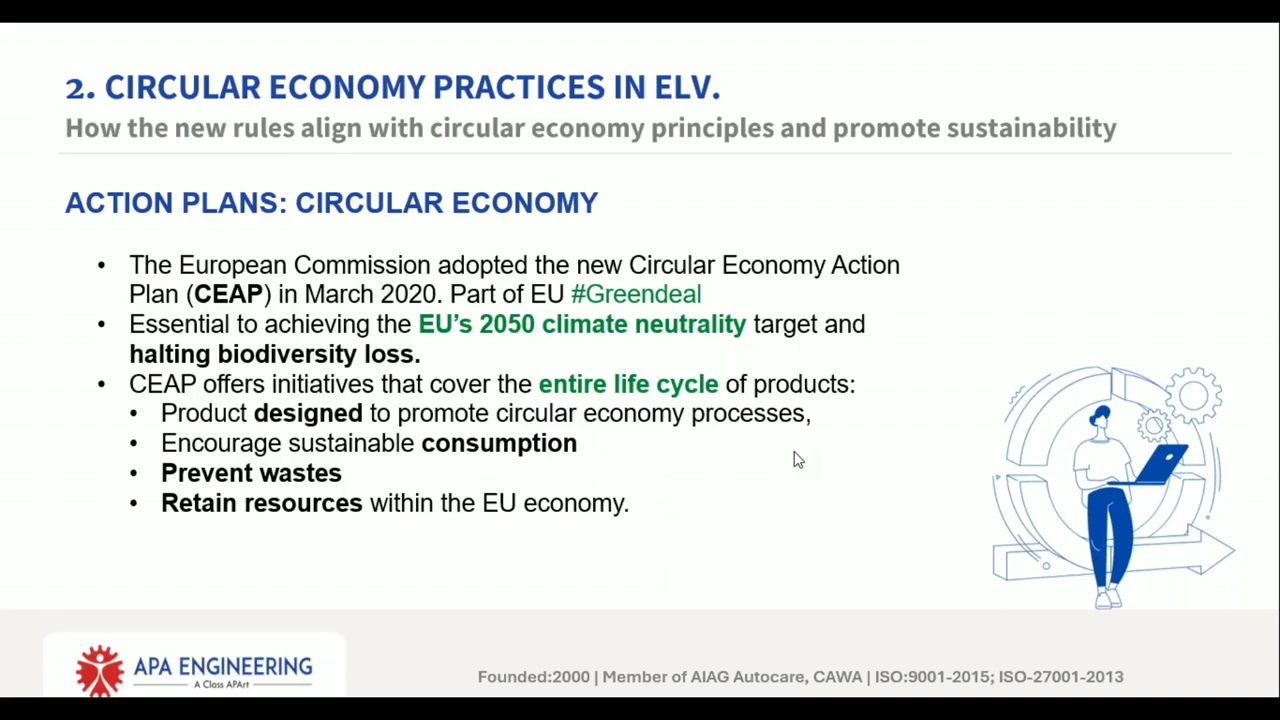 2. CIRCULAR ECONOMY PRACTICES IN ELV.
How the new rules align with circular economy principles and promote sustainability
ACTION PLANS: CIRCULAR ECONOMY
• The European Commission adopted the new Circular Economy Action
Plan (CEAP) in March 2020. Part of EU #Greendeal
• Essential to achieving the EU's 2050 climate neutrality target and
halting biodiversity loss.
• CEAP offers initiatives that cover the entire life cycle of products:
• Product designed to promote circular economy processes,
• Encourage sustainable consumption
• Prevent wastes
• Retain resources within the EU economy.
APA ENGINEERING
A Class APArt
Founded:2000 | Member of AIAG Autocare, CAWA | ISO:9001-2015; ISO-27001-2013